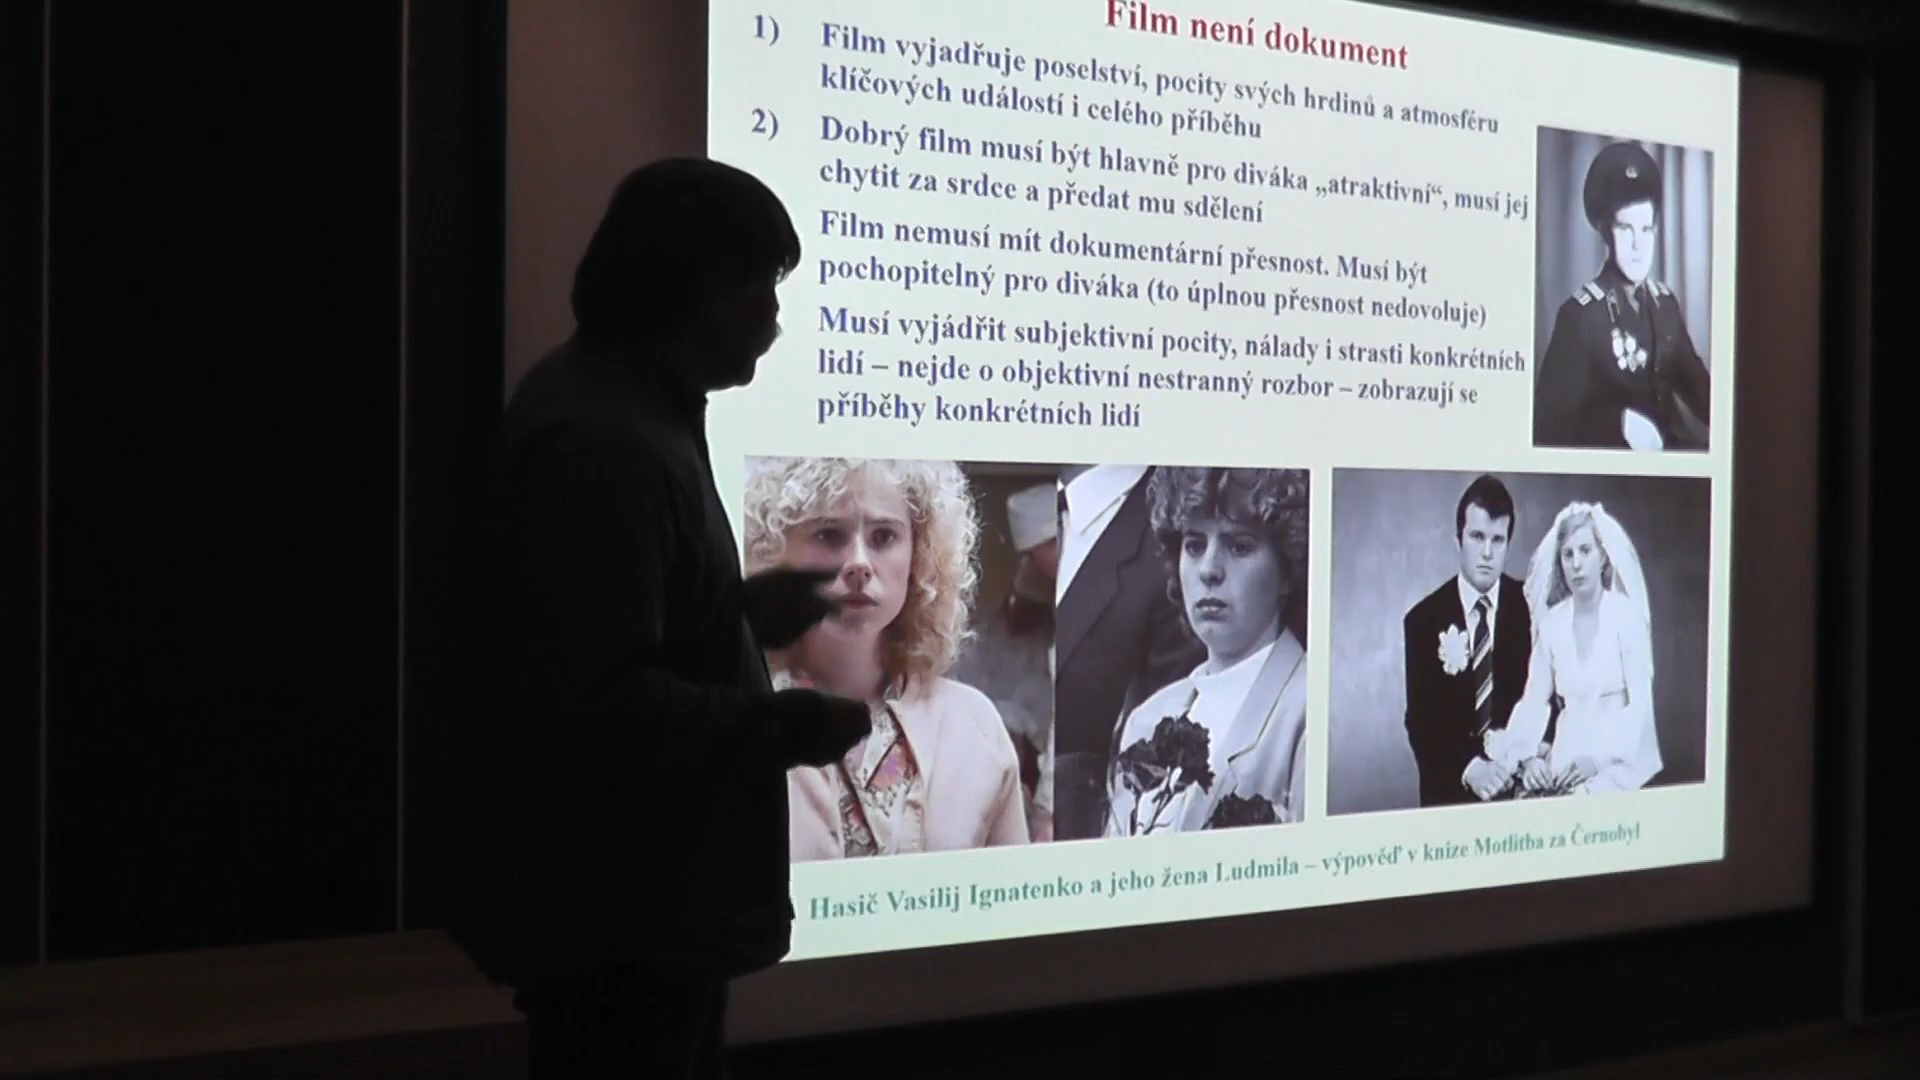 Film není dokument
1) Film vyjadřuje poselství, pocity svých hrdinů a atmosféru
klíčových událostí i celého příběhu
2) Dobrý film musí být hlavně pro diváka „atraktivní“, musí jej
chytit za srdce a předat mu sdělení
Film nemusí mít dokumentární přesnost. Musí být
pochopitelný pro diváka (to úplnou přesnost nedovoluje)
Musí vyjádřit subjektivní pocity, nálady i strasti konkrétních
lidí – nejde o objektivní nestranný rozbor – zobrazují se
příběhy konkrétních lidí
Hasič Vasilij Ignatenko a jeho žena Ludmila – výpověď v knize Motlitba za Černobyl